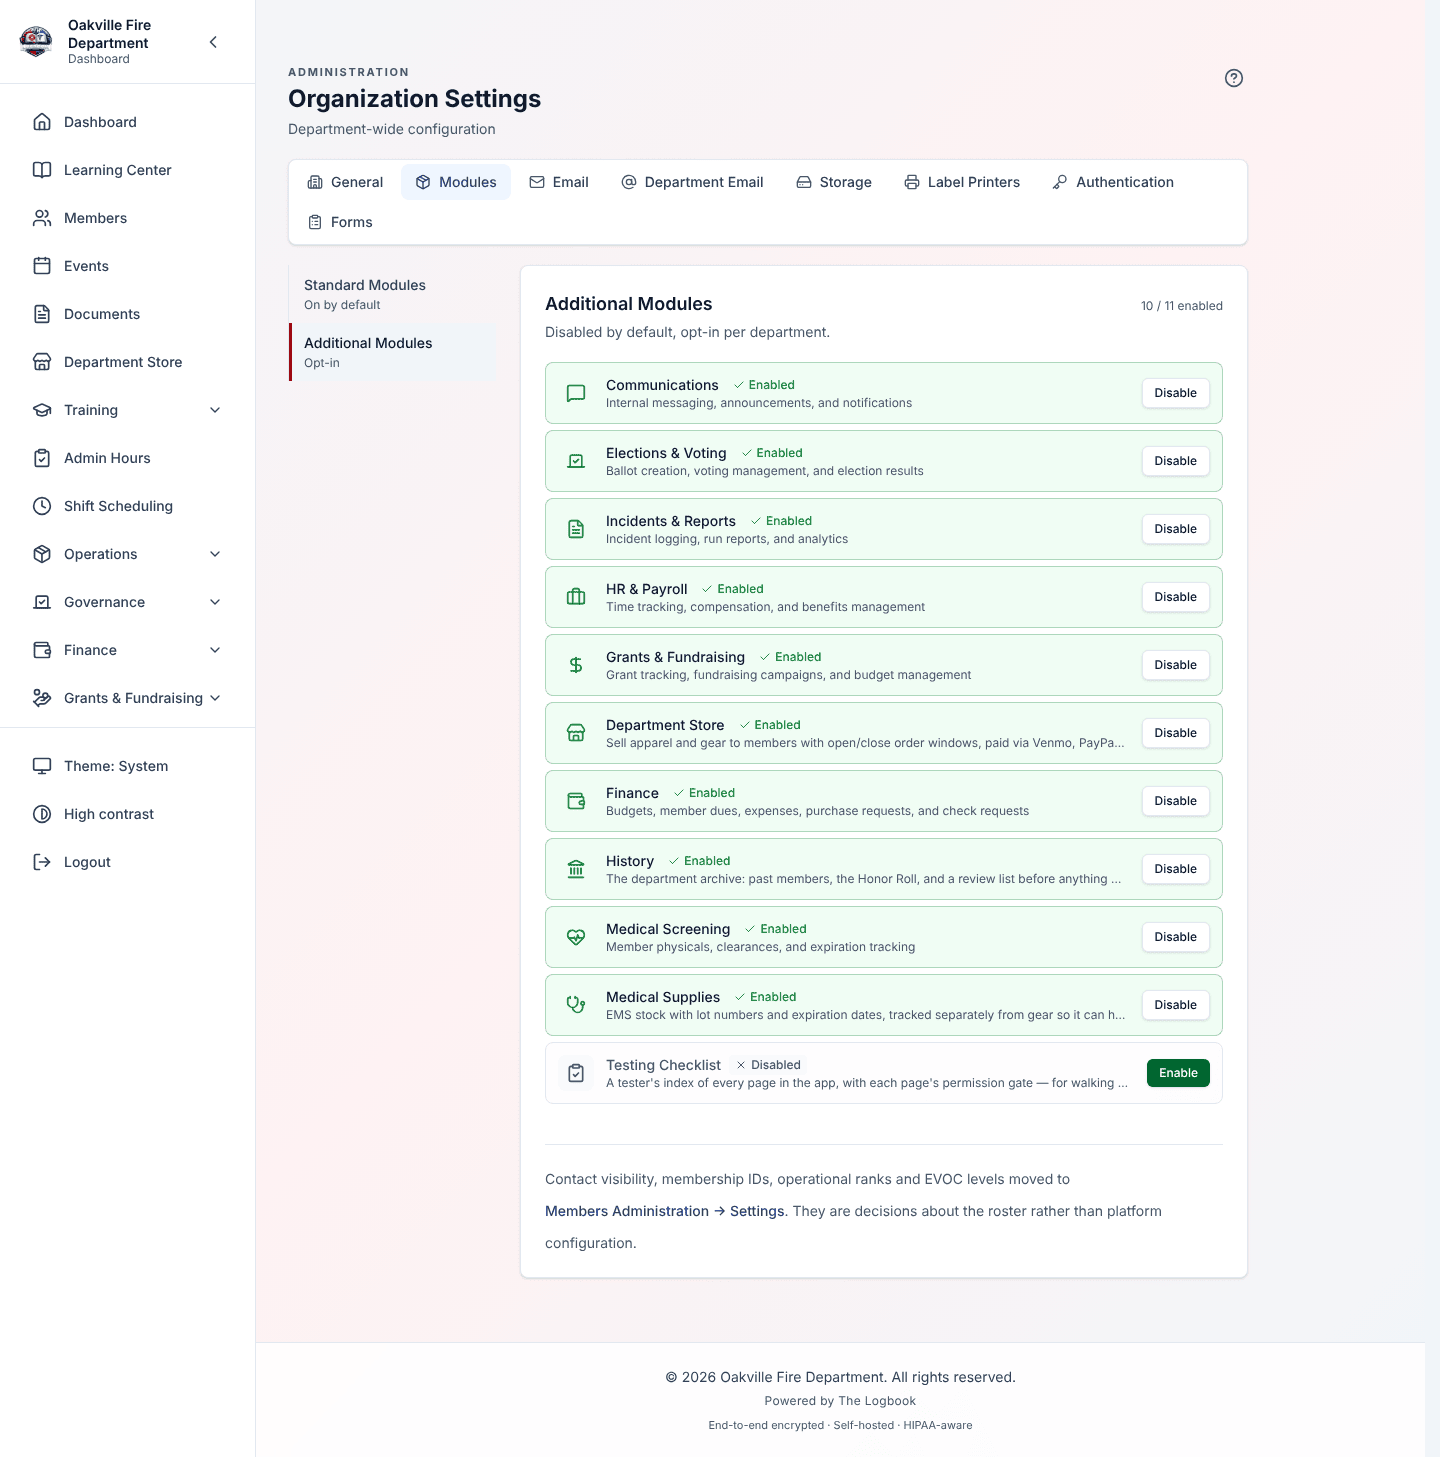 Oakville Fire
Department
Dashboard
Dashboard
Learning Center
Members
Events
Documents
Department Store
Training
Admin Hours
Shift Scheduling
Operations
Governance
Finance
Grants & Fundraising
Theme: System
High contrast
Logout
ADMINISTRATION
Organization Settings
Department-wide configuration
General
Modules
Email
Department Email
Storage
Label Printers
Authentication
Forms
Standard Modules
On by default
Additional Modules
Opt-in
Additional Modules
10 / 11 enabled
Disabled by default, opt-in per department.
Communications Enabled
Internal messaging, announcements, and notifications
Disable
Elections & Voting Enabled
Ballot creation, voting management, and election results
Disable
Incidents & Reports Enabled
Incident logging, run reports, and analytics
Disable
HR & Payroll Enabled
Time tracking, compensation, and benefits management
Disable
Grants & Fundraising Enabled
Grant tracking, fundraising campaigns, and budget management
Disable
Department Store Enabled
Sell apparel and gear to members with open/close order windows, paid via Venmo, PayPa...
Disable
Finance Enabled
Budgets, member dues, expenses, purchase requests, and check requests
Disable
History Enabled
The department archive: past members, the Honor Roll, and a review list before anything ...
Disable
Medical Screening Enabled
Member physicals, clearances, and expiration tracking
Disable
Medical Supplies Enabled
EMS stock with lot numbers and expiration dates, tracked separately from gear so it can h...
Disable
Testing Checklist Disabled
A tester's index of every page in the app, with each page's permission gate — for walking ...
Enable
Contact visibility, membership IDs, operational ranks and EVOC levels moved to
Members Administration → Settings. They are decisions about the roster rather than platform
configuration.
© 2026 Oakville Fire Department. All rights reserved.
Powered by The Logbook
End-to-end encrypted · Self-hosted · HIPAA-aware